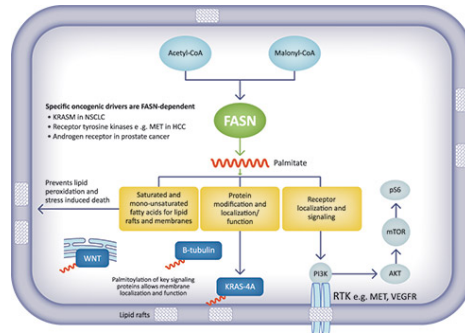 Acetyl-CoA
Malonyl-CoA
Specific oncogenic drivers are FASN-dependent
• KRASM in NSCLC
• Receptor tyrosine kinases e.g. MET in HCC
• Androgen receptor in prostate cancer
FASN
Palmitate
Prevents lipid
peroxidation and
stress induced death
Saturated and
mono-unsaturated
fatty acids for lipid
rafts and membranes
Protein
modification and
localization/
function
Receptor
localization and
signaling
pS6
mTOR
AKT
PI3K
B-tubulin
WNT
Palmitoylation of key signaling
proteins allows membrane
localization and function
KRAS-4A
RTK e.g. MET, VEGFR
Lipid rafts